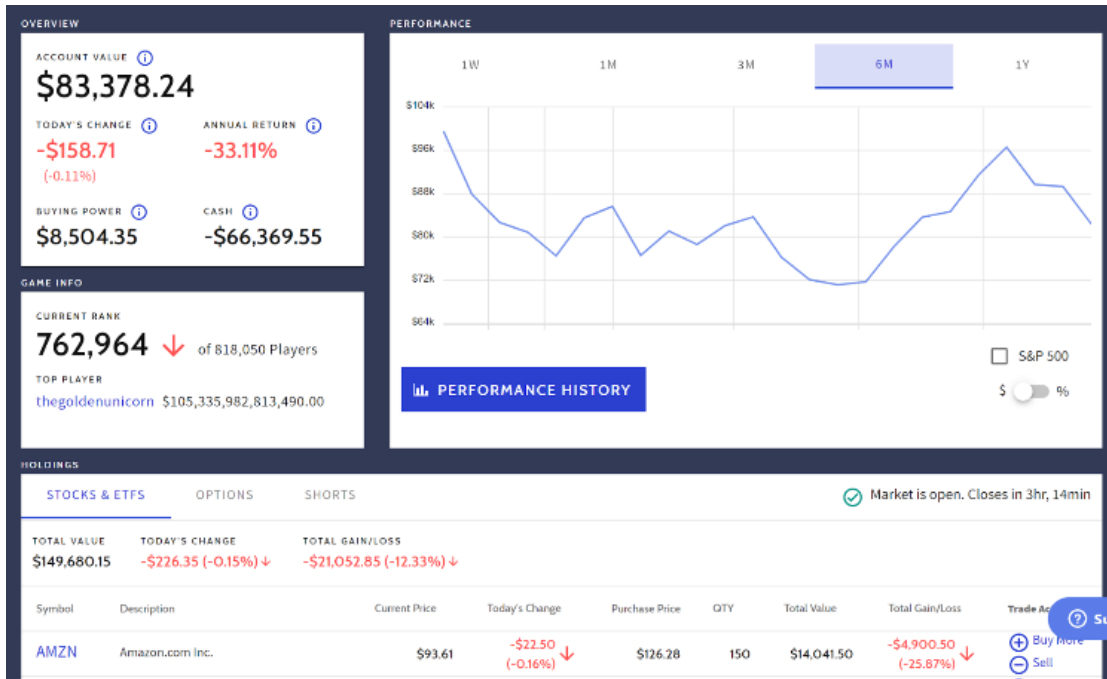 OVERVIEW
ACCOUNT VALUE
$83,378.24
TODAY'S CHANGE ANNUAL RETURN
-$158.71 -33.11%
(-0.11%)
BUYING POWER CASH
$8,504.35 -$66,369.55
GAME INFO
CURRENT RANK
762,964 of 818,050 Players
TOP PLAYER
thegoldenunicorn $105,335,982,813,490.00
PERFORMANCE
1W 1M 3M 6M 1Y
$104k
$96k
$88k
$80k
$72k
$64k
S&P 500
PERFORMANCE HISTORY
$ %
HOLDINGS
STOCKS & ETFS OPTIONS SHORTS Market is open. Closes in 3hr, 14min
TOTAL VALUE TODAY'S CHANGE TOTAL GAIN/LOSS
$149,680.15 -$226.35 (-0.15%) -$21,052.85 (-12.33%)
Symbol Description Current Price Today's Change Purchase Price QTY Total Value Total Gain/Loss Trade
AMZN Amazon.com Inc. $93.61 -$22.50 (-0.16%) $126.28 150 $14,041.50 -$4,900.50 (-25.87%) Buy More
Sell